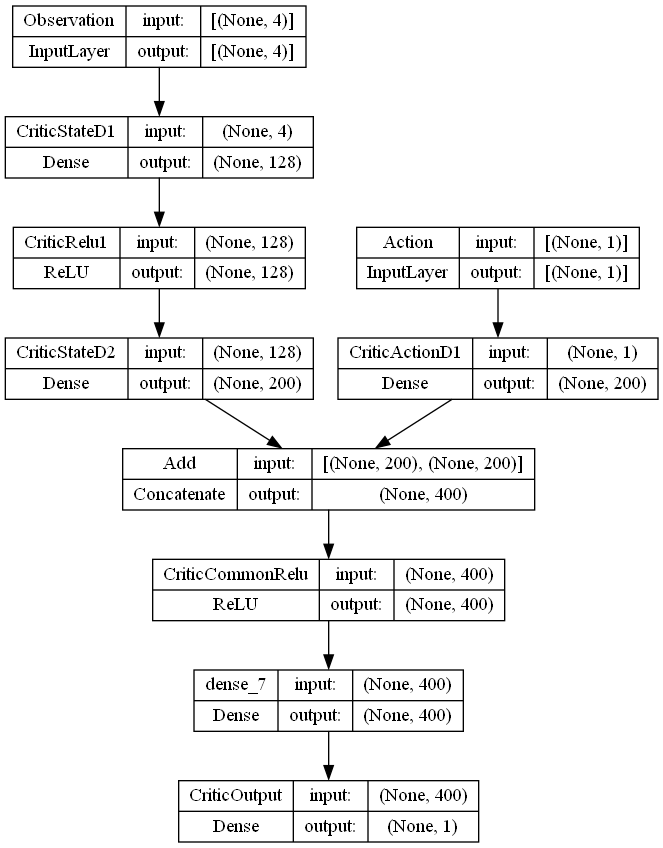 Observation input: [(None, 4)]
InputLayer output: [(None, 4)]
CriticStateD1 input: (None, 4)
Dense output: (None, 128)
CriticRelu1 input: (None, 128)
ReLU output: (None, 128)
Action input: [(None, 1)]
InputLayer output: [(None, 1)]
CriticStateD2 input: (None, 128)
Dense output: (None, 200)
CriticActionD1 input: (None, 1)
Dense output: (None, 200)
Add input: [(None, 200), (None, 200)]
Concatenate output: (None, 400)
CriticCommonRelu input: (None, 400)
ReLU output: (None, 400)
dense_7 input: (None, 400)
Dense output: (None, 400)
CriticOutput input: (None, 400)
Dense output: (None, 1)